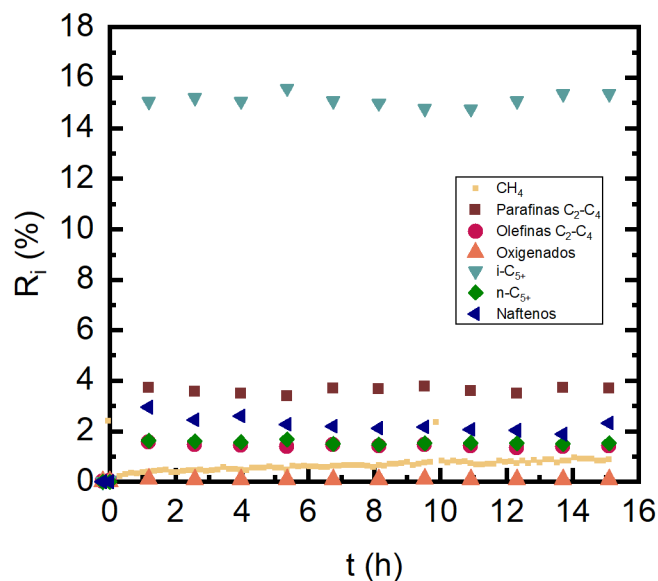 18
16
14
12
10
8
6
4
2
0
R_i (%)
CH₄
Parafinas C₂-C₄
Olefinas C₂-C₄
Oxigenados
i-C₅₊
n-C₅₊
Naftenos
0 2 4 6 8 10 12 14 16
t (h)